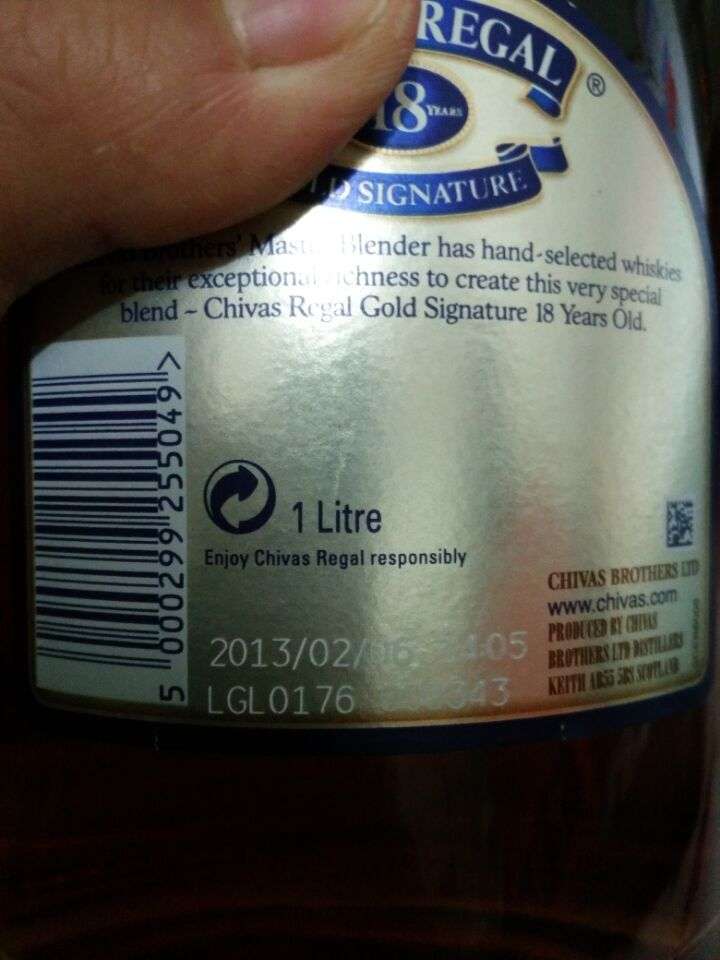 REGAL
®
18 YEARS
SIGNATURE
Brothers' Blender has hand-selected whiskies
their exceptional richness to create this very special
blend ~ Chivas Regal Gold Signature 18 Years Old.
5 000299 255049 >
1 Litre
Enjoy Chivas Regal responsibly
2013/02/06
LGL0176
CHIVAS BROTHERS LTD
www.chivas.com
PRODUCED BY CHIVAS
BROTHERS LTD DISTILLERS
KEITH AB55 5BS SCOTLAND